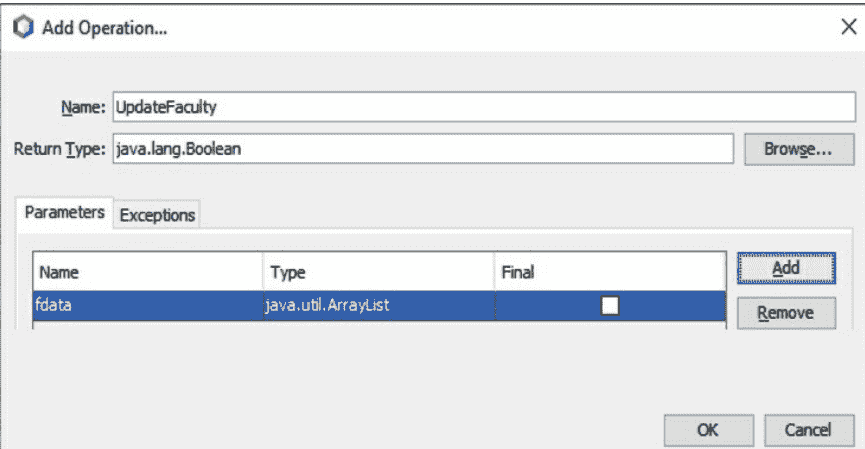 Add Operation...
Name: UpdateFaculty
Return Type: java.lang.Boolean Browse...
Parameters Exceptions
Name Type Final Add
fdata java.util.ArrayList Remove
OK Cancel